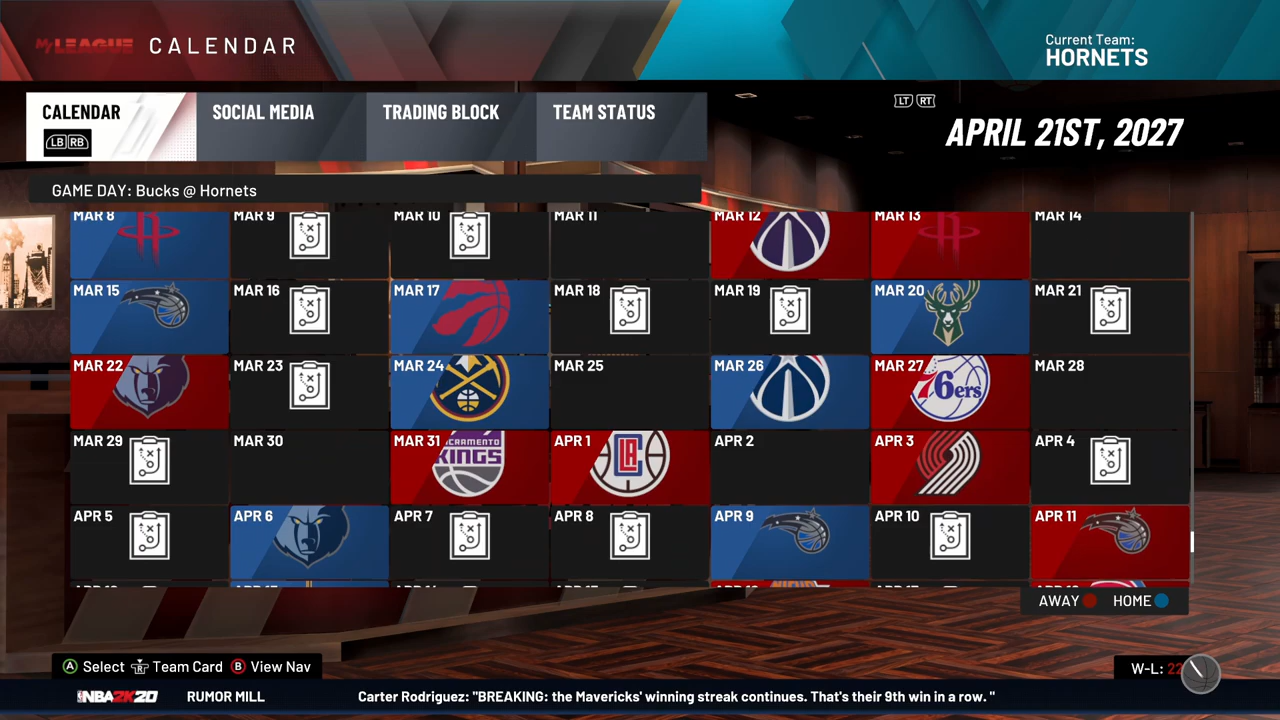 MyLEAGUE CALENDAR
Current Team:
HORNETS
CALENDAR
LB RB
SOCIAL MEDIA
TRADING BLOCK
TEAM STATUS
LT RT
APRIL 21ST, 2027
GAME DAY: Bucks @ Hornets
MAR 8 MAR 9 MAR 10 MAR 11 MAR 12 MAR 13 MAR 14
MAR 15 MAR 16 MAR 17 MAR 18 MAR 19 MAR 20 MAR 21
MAR 22 MAR 23 MAR 24 MAR 25 MAR 26 MAR 27 MAR 28
76ers
MAR 29 MAR 30 MAR 31 APR 1 APR 2 APR 3 APR 4
SACRAMENTO
KINGS
LA
APR 5 APR 6 APR 7 APR 8 APR 9 APR 10 APR 11
AWAY HOME
A Select R Team Card B View Nav
W-L: 22
NBA2K20 RUMOR MILL Carter Rodriguez: "BREAKING: the Mavericks' winning streak continues. That's their 9th win in a row. "